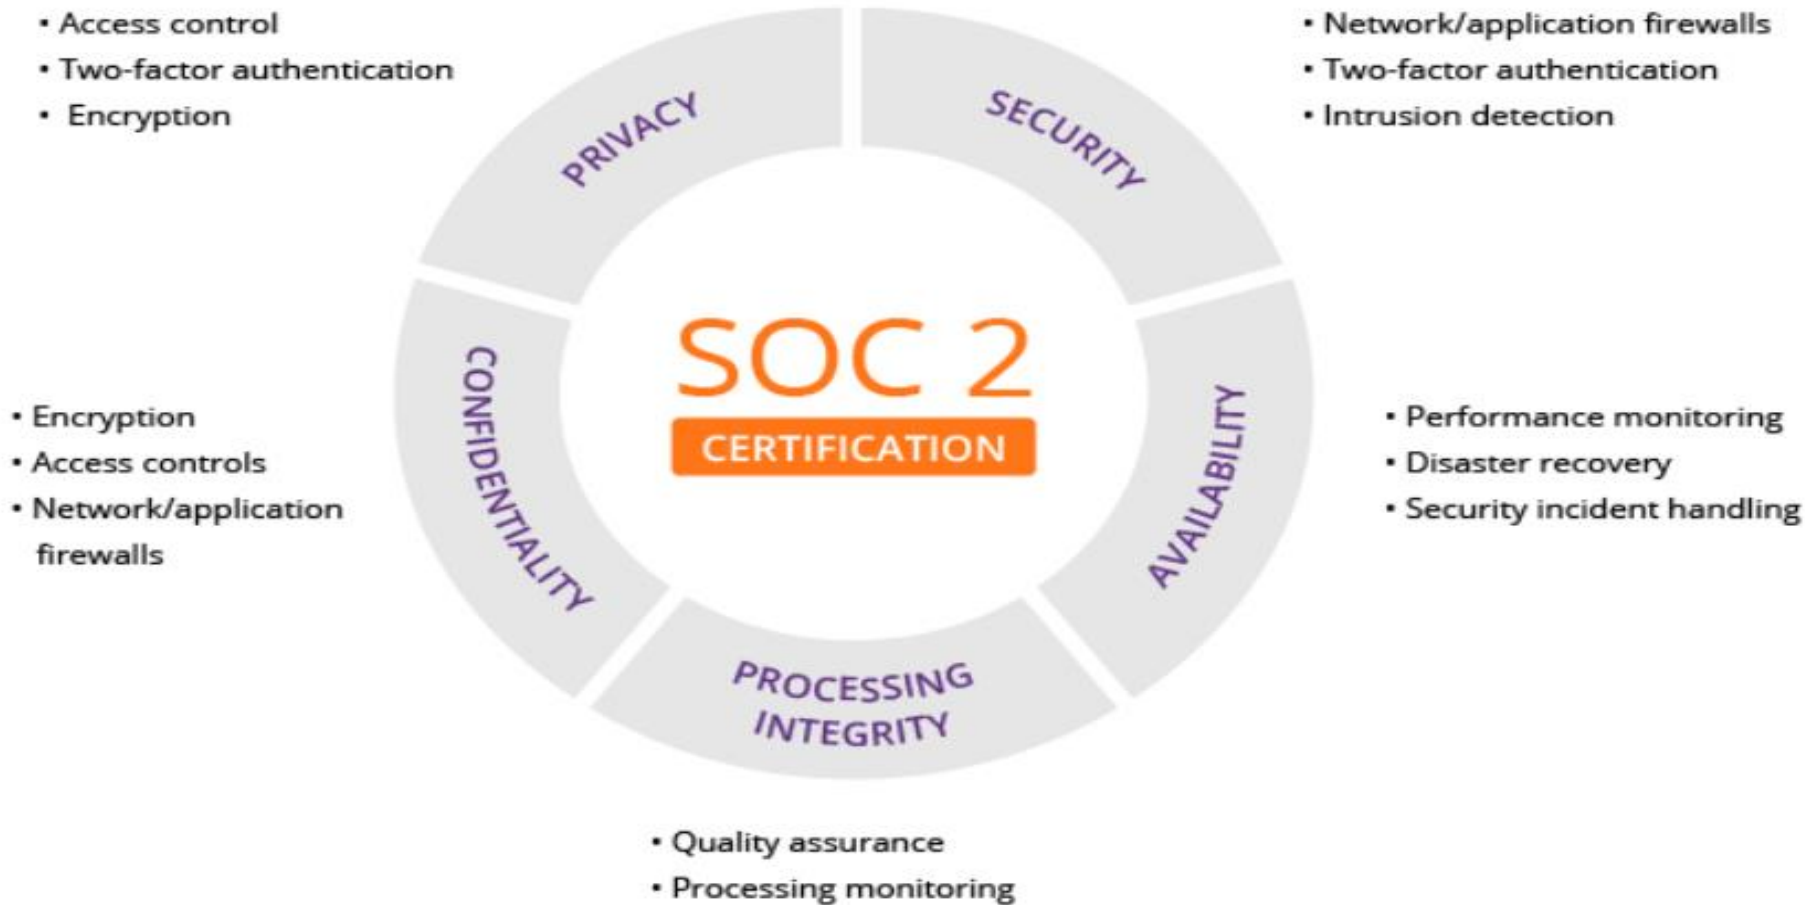 • Access control
• Two-factor authentication
• Encryption
PRIVACY
SECURITY
• Network/application firewalls
• Two-factor authentication
• Intrusion detection
SOC 2
CERTIFICATION
CONFIDENTIALITY
• Encryption
• Access controls
• Network/application
firewalls
AVAILABILITY
• Performance monitoring
• Disaster recovery
• Security incident handling
PROCESSING
INTEGRITY
• Quality assurance
• Processing monitoring